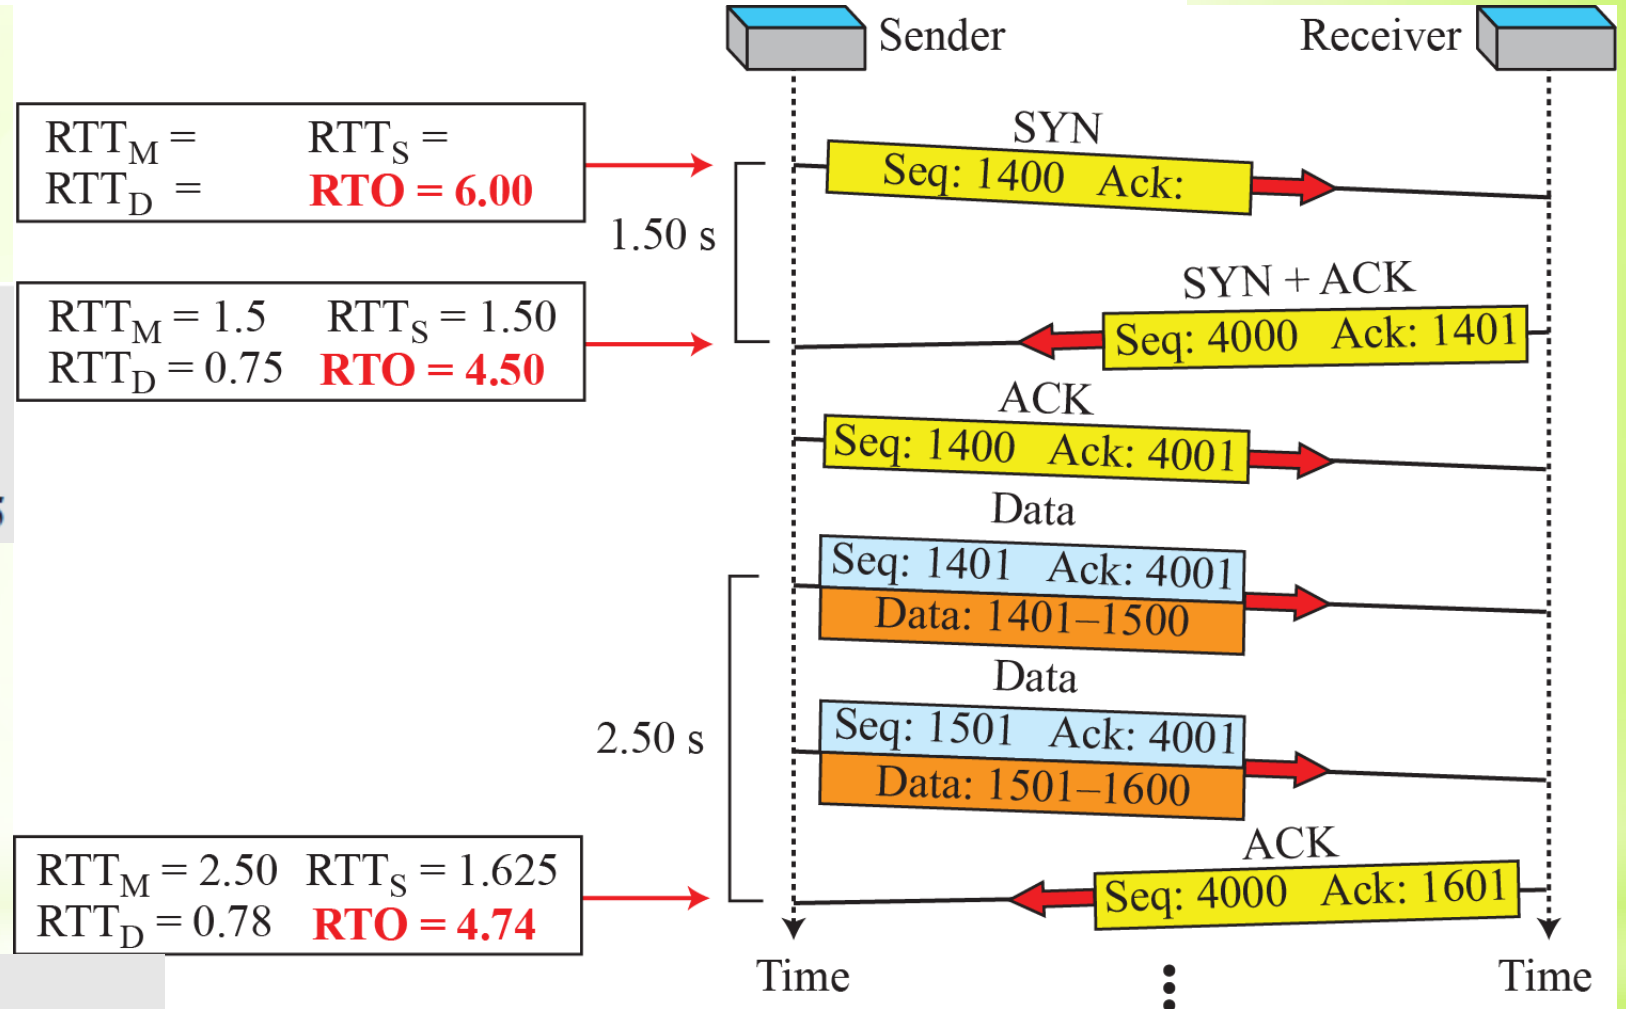 Sender
Receiver
RTT_M =   RTT_S =
RTT_D =   RTO = 6.00
SYN
Seq: 1400 Ack:
1.50 s
SYN + ACK
RTT_M = 1.5   RTT_S = 1.50
RTT_D = 0.75   RTO = 4.50
Seq: 4000 Ack: 1401
ACK
Seq: 1400 Ack: 4001
Data
Seq: 1401 Ack: 4001
Data: 1401–1500
Data
2.50 s
Seq: 1501 Ack: 4001
Data: 1501–1600
ACK
RTT_M = 2.50   RTT_S = 1.625
RTT_D = 0.78   RTO = 4.74
Seq: 4000 Ack: 1601
Time
Time